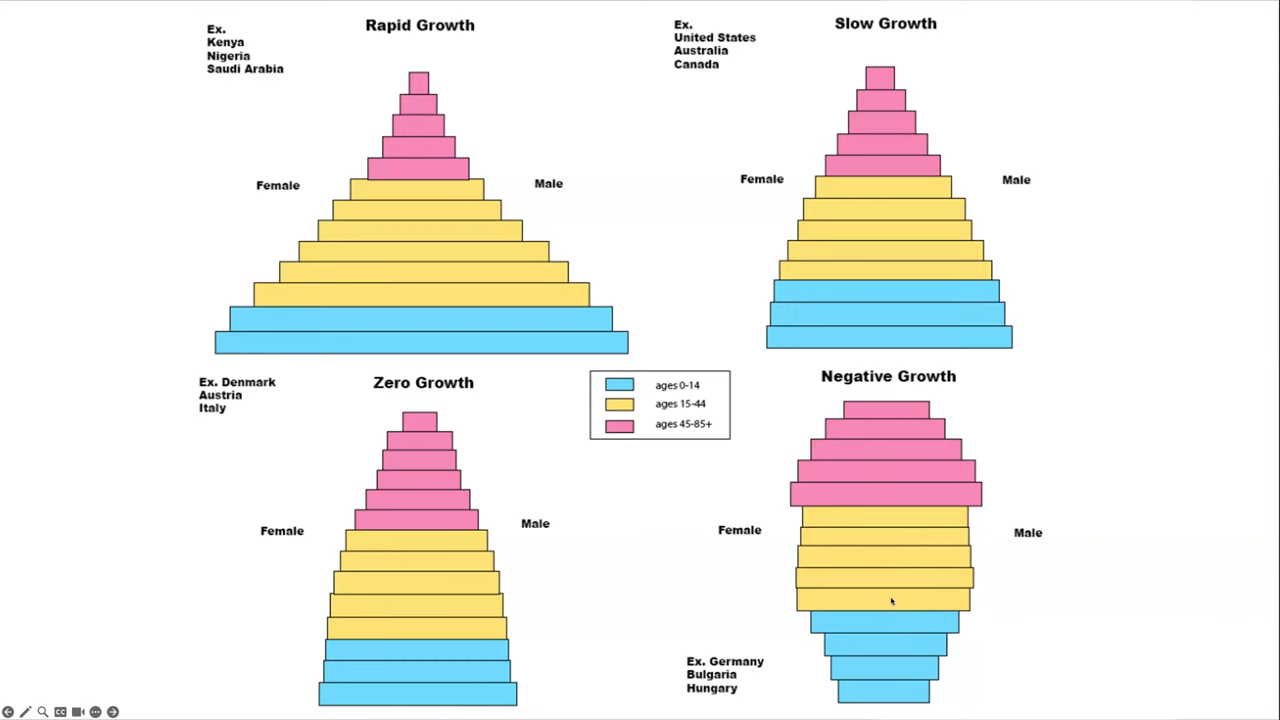 Ex.
Kenya
Nigeria
Saudi Arabia
Rapid Growth
Female
Male
Ex.
United States
Australia
Canada
Slow Growth
Female
Male
Ex. Denmark
Austria
Italy
Zero Growth
Female
Male
ages 0-14
ages 15-44
ages 45-85+
Negative Growth
Female
Male
Ex. Germany
Bulgaria
Hungary